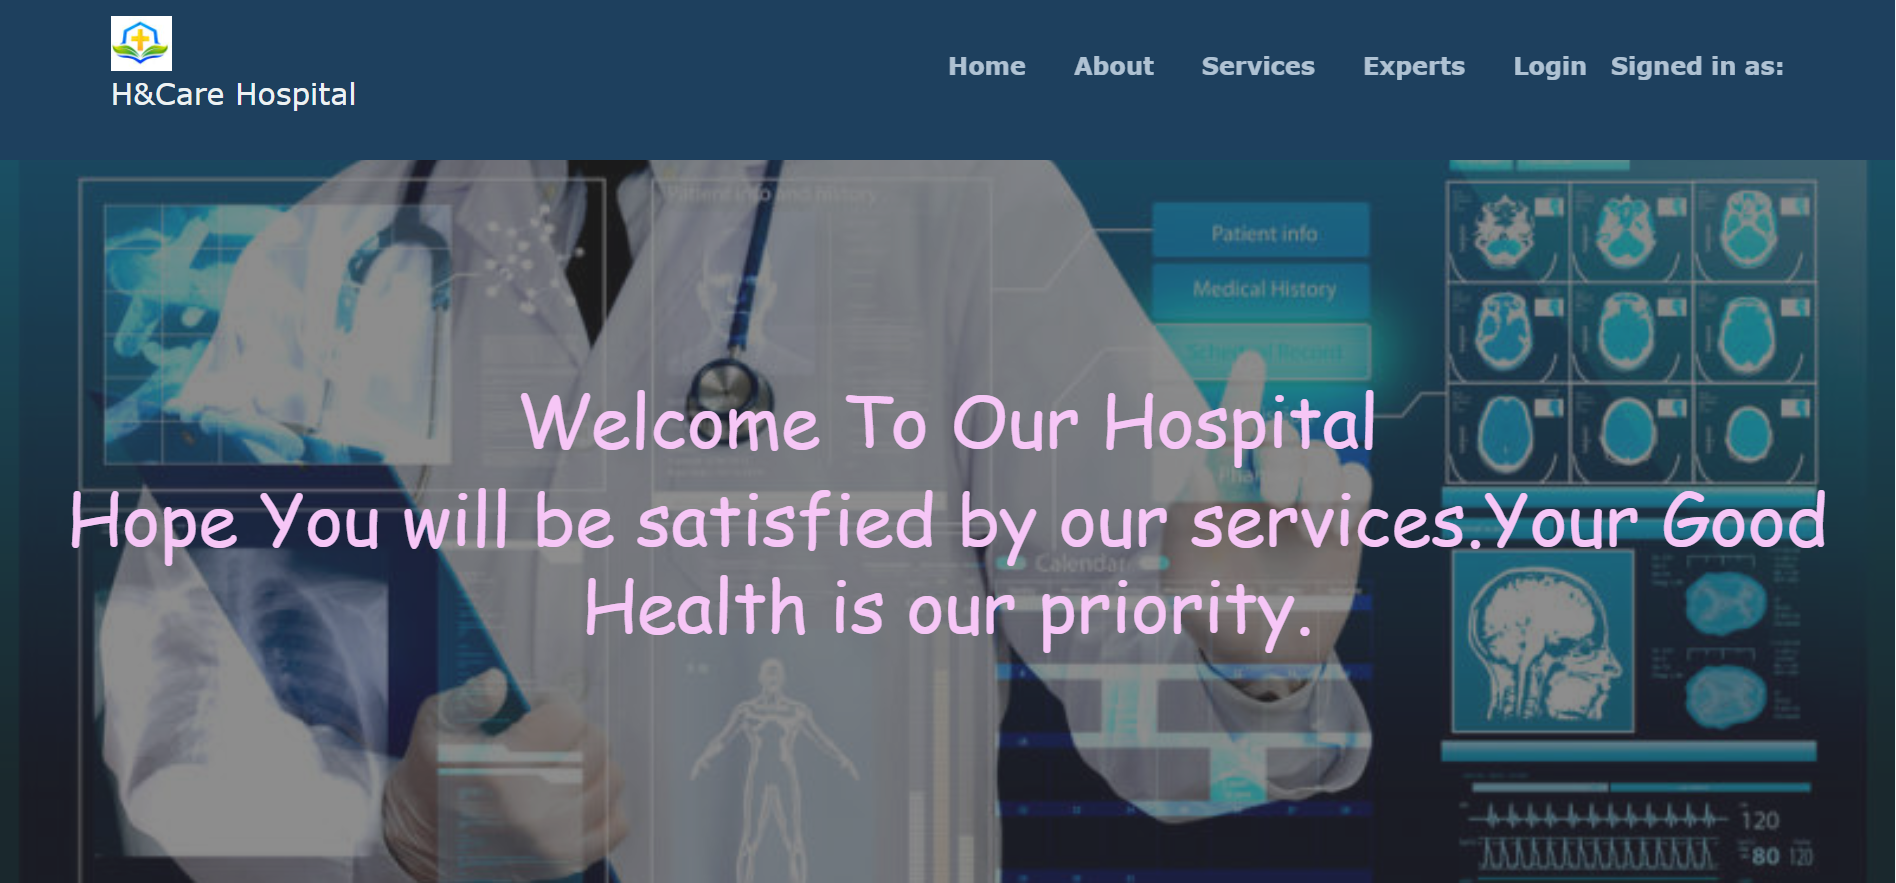 H&Care Hospital
Home About Services Experts Login Signed in as:
Patient info and history
Patient info
Medical History
Welcome To Our Hospital
Hope You will be satisfied by our services.Your Good
Health is our priority.
Calendar
120
80 120